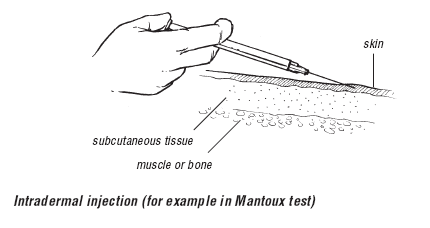 skin
subcutaneous tissue
muscle or bone
Intradermal injection (for example in Mantoux test)